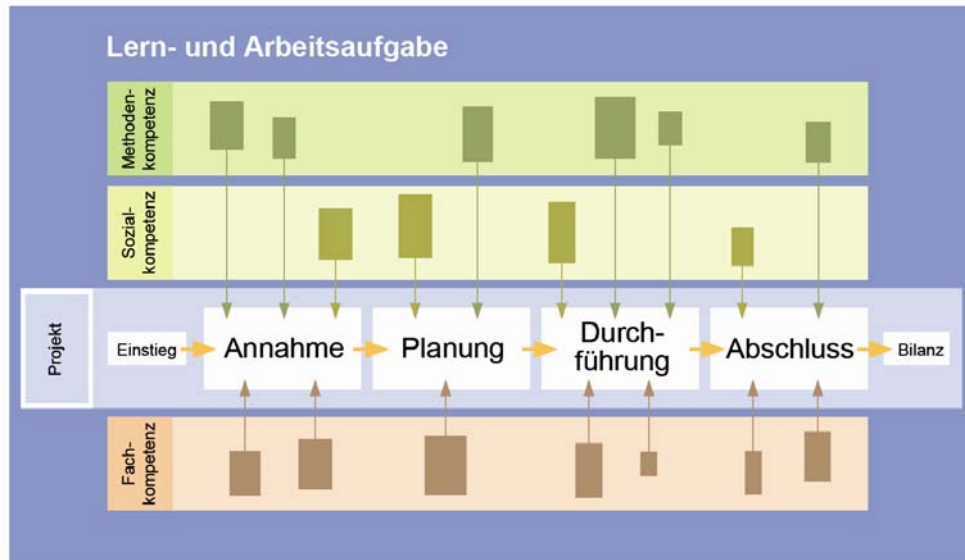 Lern- und Arbeitsaufgabe
Methoden-
kompetenz
Sozial-
kompetenz
Projekt
Einstieg
Annahme
Planung
Durch-
führung
Abschluss
Bilanz
Fach-
kompetenz